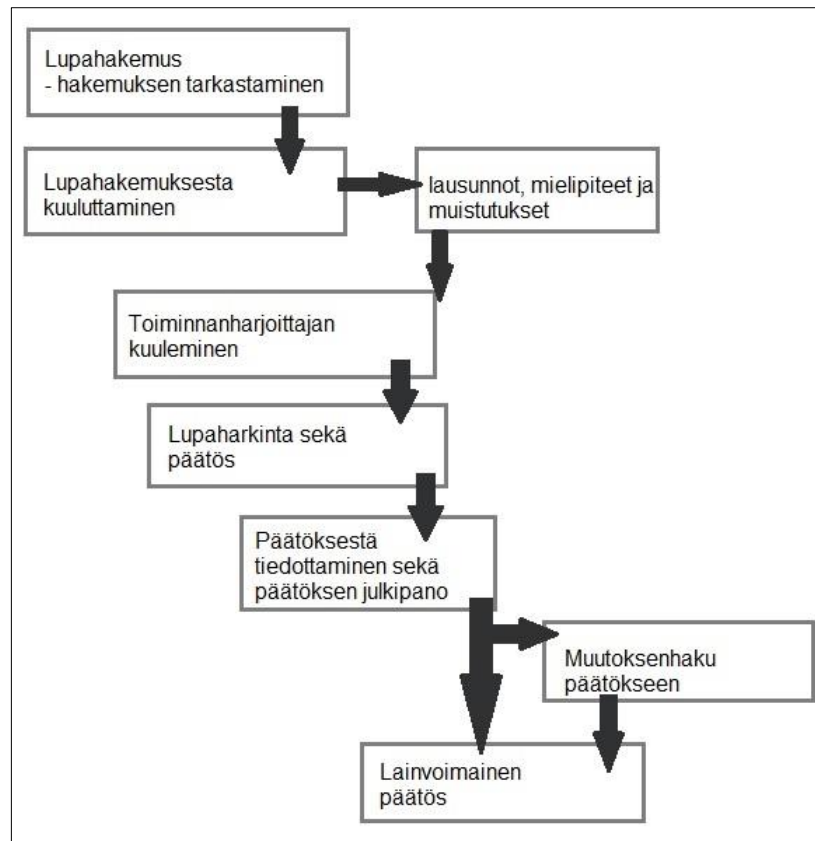 Lupahakemus
- hakemuksen tarkastaminen
Lupahakemuksesta
kuuluttaminen
lausunnot, mielipiteet ja
muistutukset
Toiminnanharjoittajan
kuuleminen
Lupaharkinta sekä
päätös
Päätöksestä
tiedottaminen sekä
päätöksen julkipano
Muutoksenhaku
päätökseen
Lainvoimainen
päätös